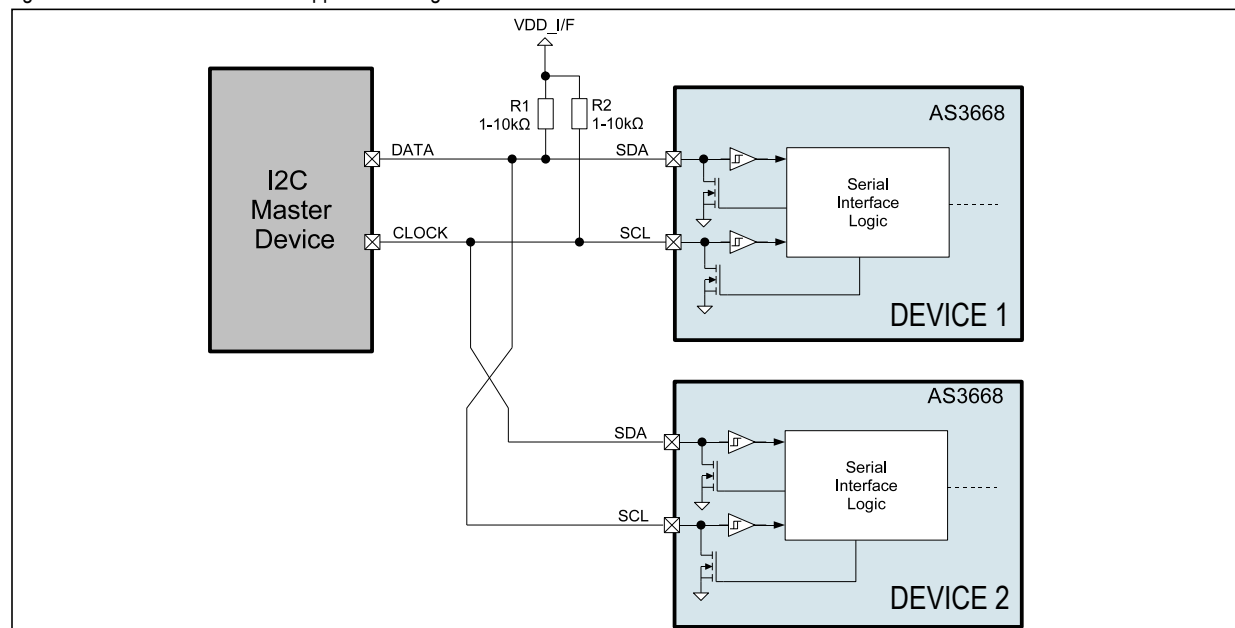 VDD_I/F
R1
1-10kΩ
R2
1-10kΩ
I2C
Master
Device
DATA
CLOCK
SDA
SCL
AS3668
Serial
Interface
Logic
DEVICE 1
SDA
SCL
AS3668
Serial
Interface
Logic
DEVICE 2